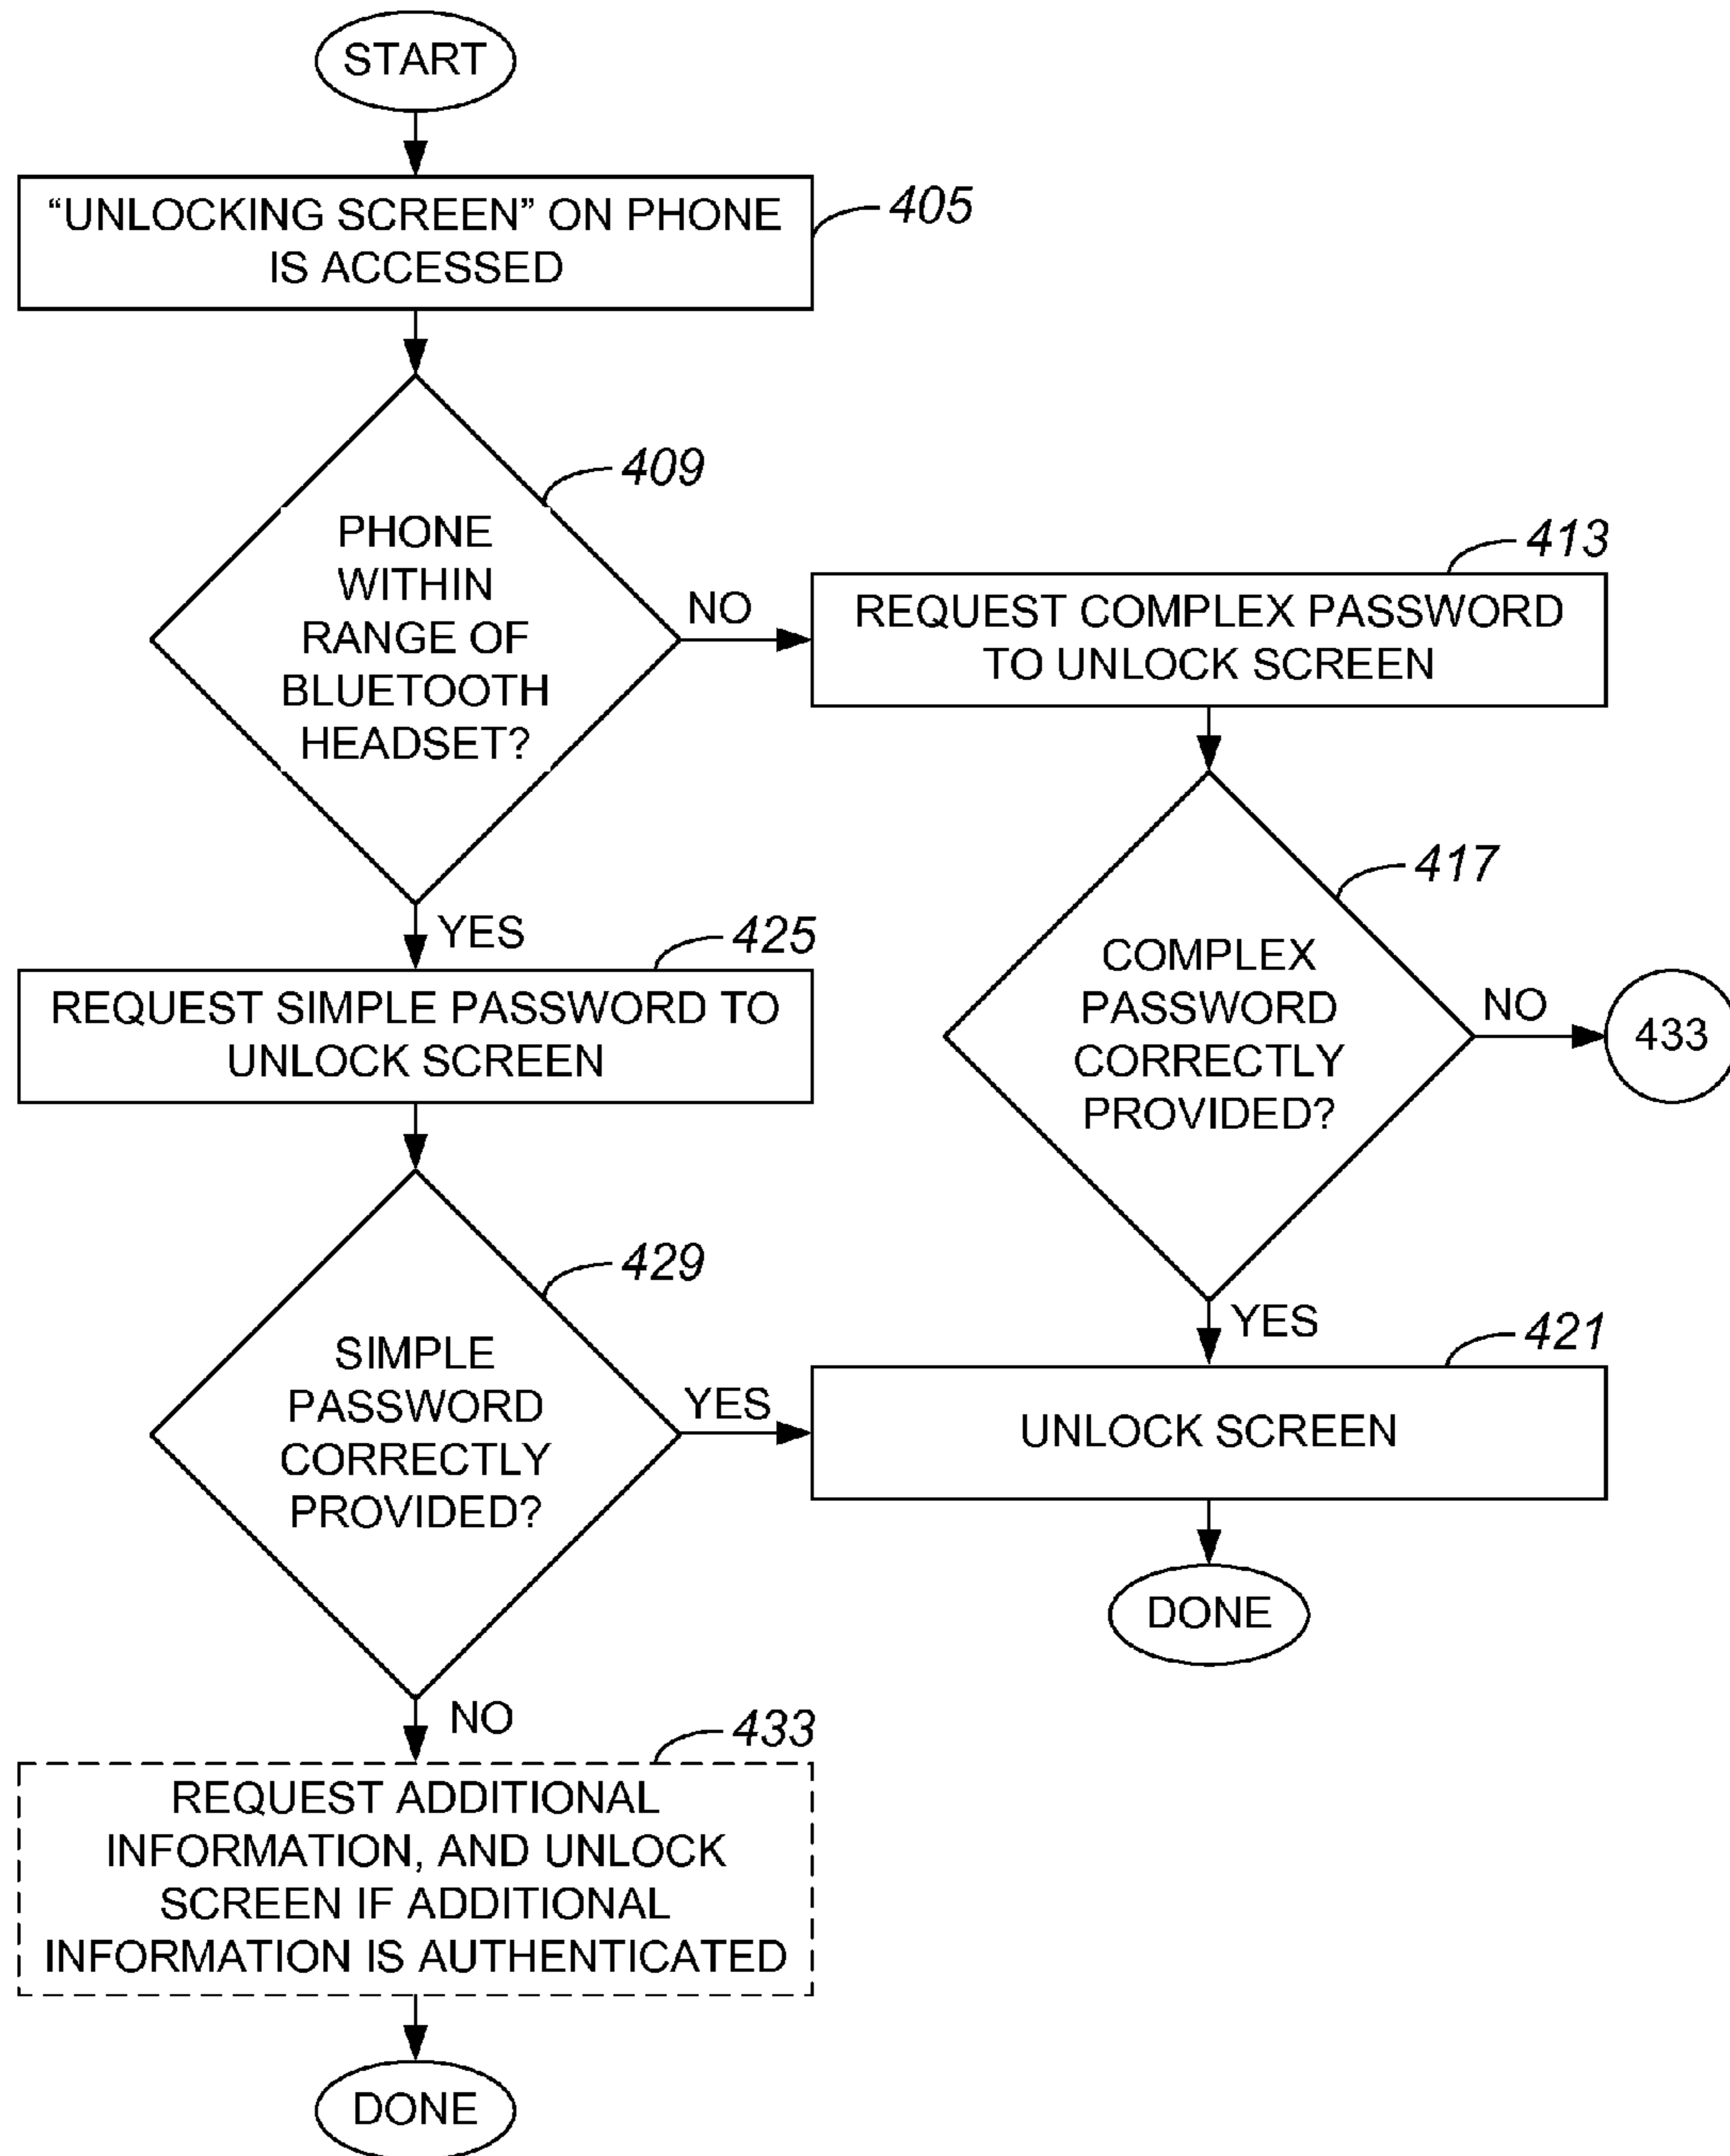 START
“UNLOCKING SCREEN” ON PHONE
IS ACCESSED
405
PHONE
WITHIN
RANGE OF
BLUETOOTH
HEADSET?
409
NO
REQUEST COMPLEX PASSWORD
TO UNLOCK SCREEN
413
COMPLEX
PASSWORD
CORRECTLY
PROVIDED?
417
NO
433
YES
REQUEST SIMPLE PASSWORD TO
UNLOCK SCREEN
425
SIMPLE
PASSWORD
CORRECTLY
PROVIDED?
429
YES
YES
UNLOCK SCREEN
421
DONE
NO
REQUEST ADDITIONAL
INFORMATION, AND UNLOCK
SCREEN IF ADDITIONAL
INFORMATION IS AUTHENTICATED
433
DONE